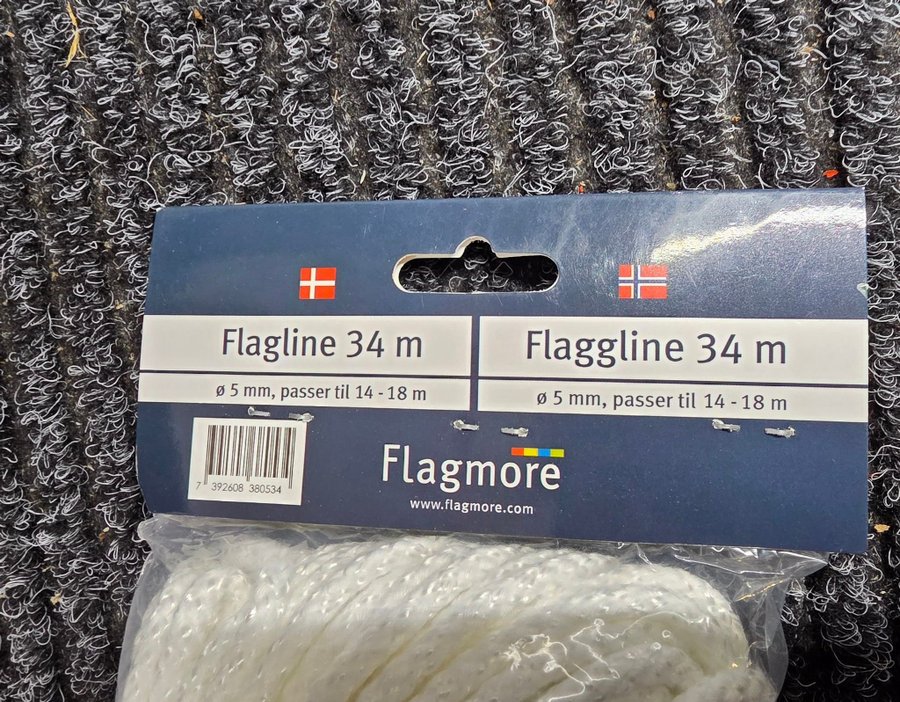 Flagline 34 m
ø 5 mm, passer til 14 - 18 m
Flaggline 34 m
ø 5 mm, passer til 14 - 18 m
7 392608 380534
Flagmore
www.flagmore.com